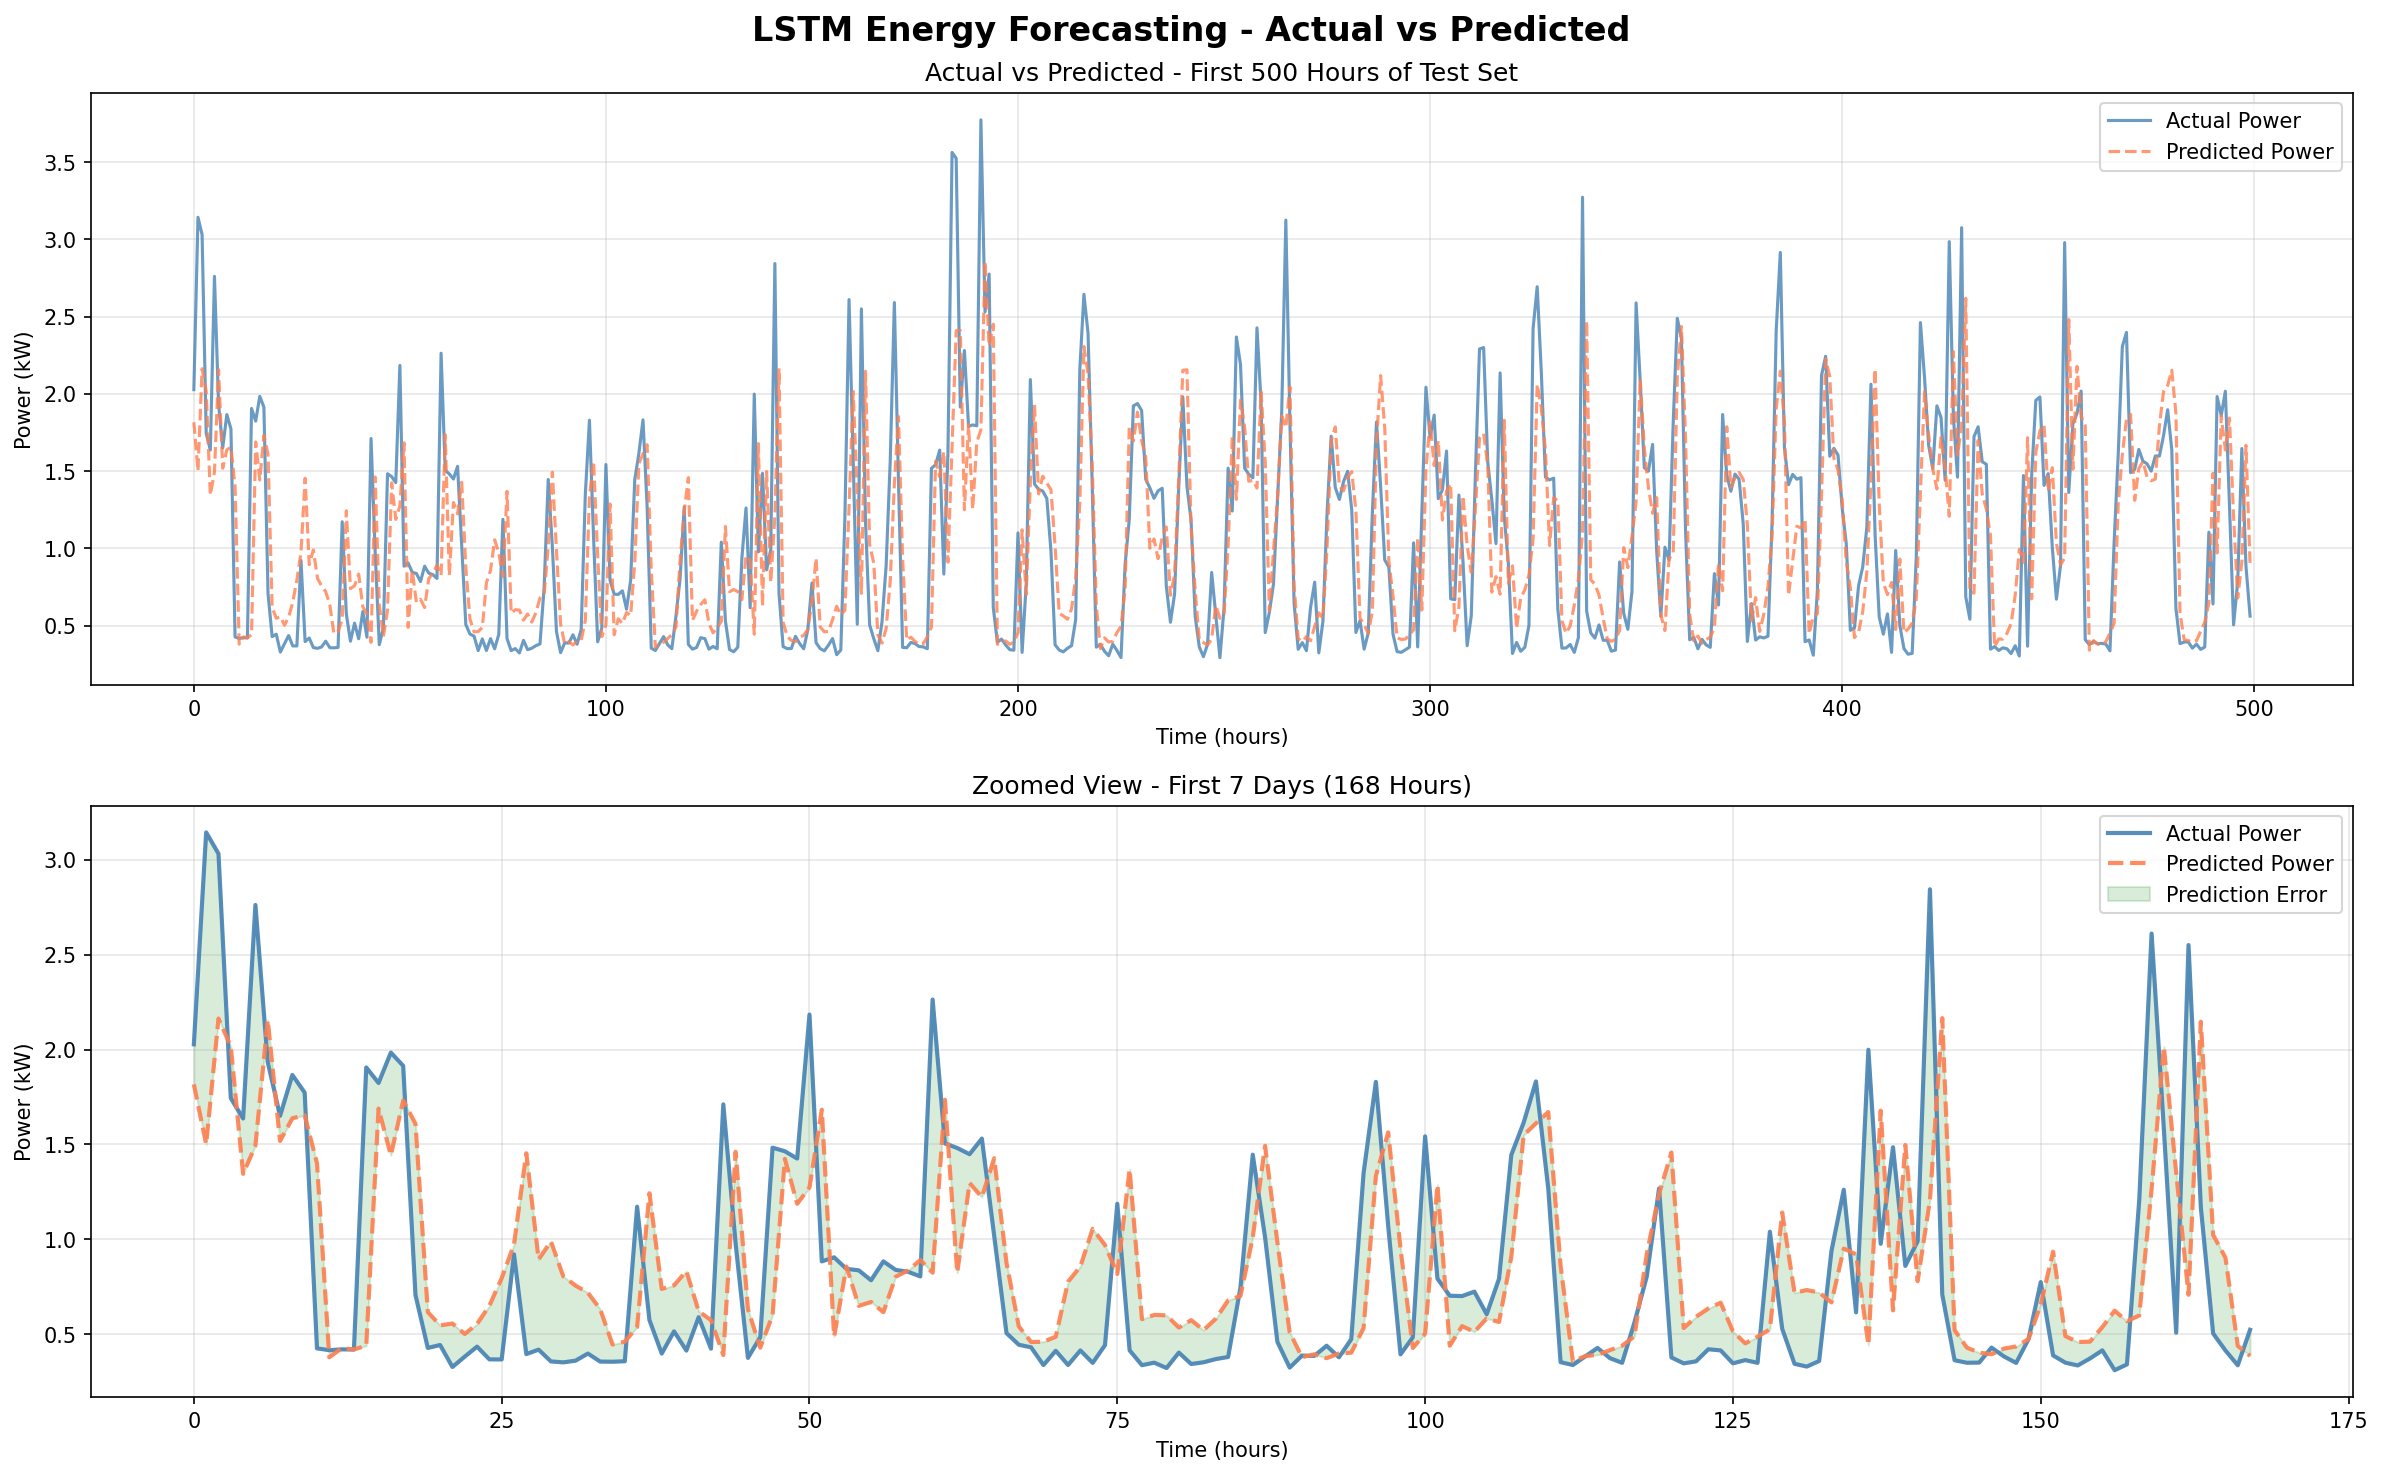 LSTM Energy Forecasting - Actual vs Predicted
Actual vs Predicted - First 500 Hours of Test Set
Actual Power
Predicted Power
Power (kW)
3.5
3.0
2.5
2.0
1.5
1.0
0.5
0 100 200 300 400 500
Time (hours)
Zoomed View - First 7 Days (168 Hours)
Actual Power
Predicted Power
Prediction Error
Power (kW)
3.0
2.5
2.0
1.5
1.0
0.5
0 25 50 75 100 125 150 175
Time (hours)